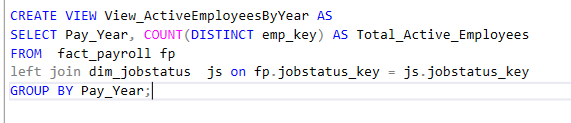 CREATE VIEW View_ActiveEmployeesByYear AS
SELECT Pay_Year, COUNT(DISTINCT emp_key) AS Total_Active_Employees
FROM  fact_payroll fp
left join dim_jobstatus  js on fp.jobstatus_key = js.jobstatus_key
GROUP BY Pay_Year;